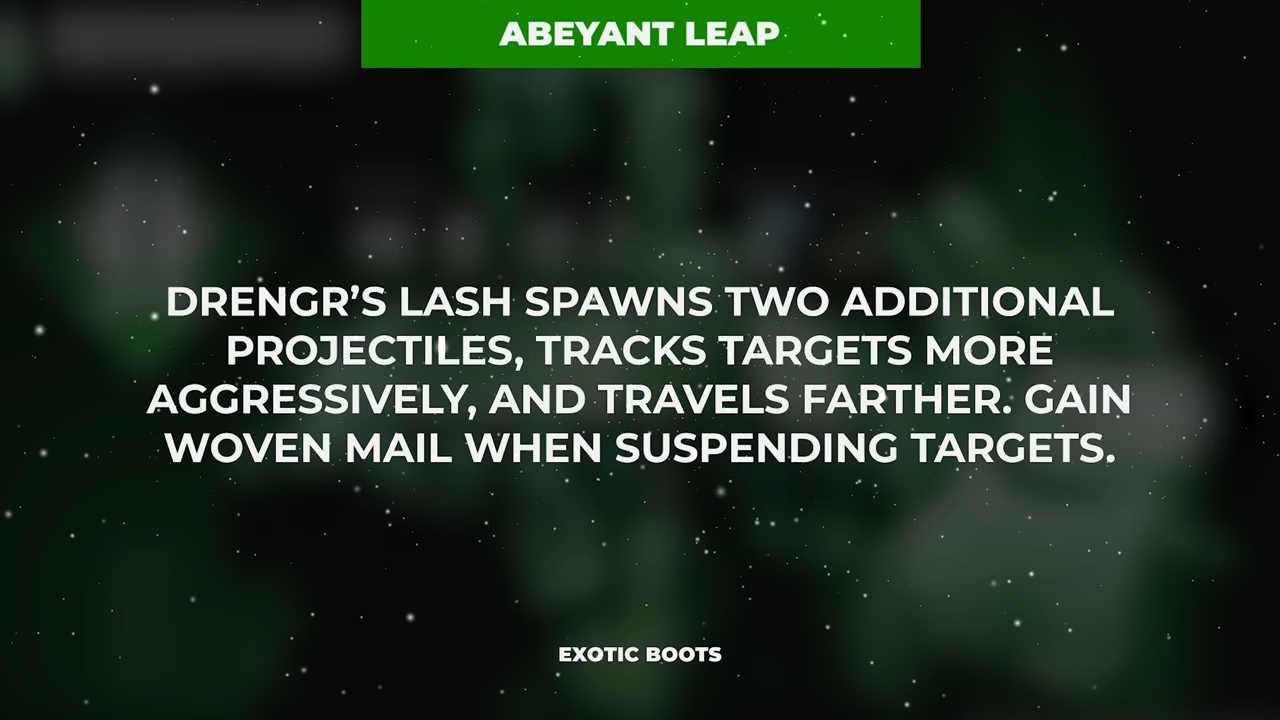 ABEYANT LEAP
DRENGR’S LASH SPAWNS TWO ADDITIONAL
PROJECTILES, TRACKS TARGETS MORE
AGGRESSIVELY, AND TRAVELS FARTHER. GAIN
WOVEN MAIL WHEN SUSPENDING TARGETS.
EXOTIC BOOTS